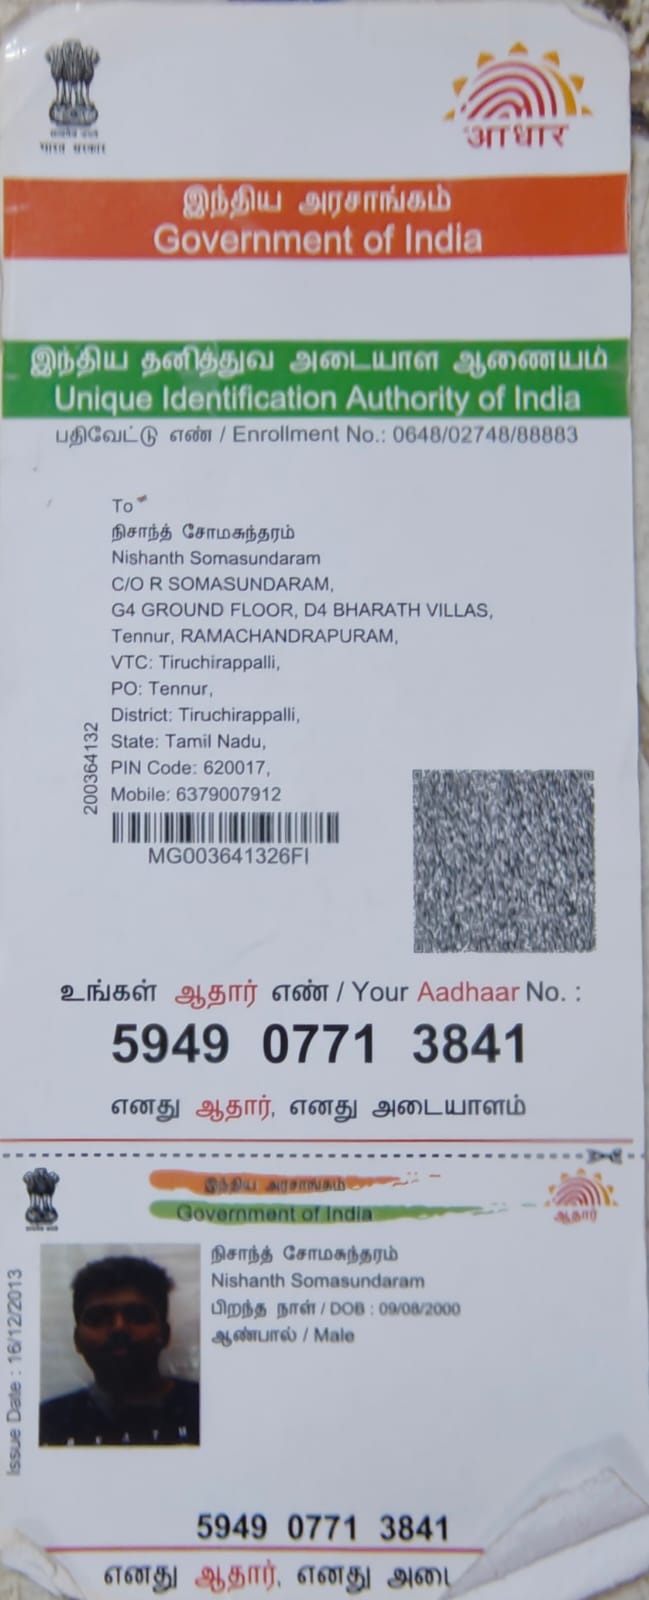 भारत सरकार
आधार
இந்திய அரசாங்கம்
Government of India
இந்திய தனித்துவ அடையாள ஆணையம்
Unique Identification Authority of India
பதிவேட்டு எண் / Enrollment No.: 0648/02748/88883
To
நிசாந்த் சோமசுந்தரம்
Nishanth Somasundaram
C/O R SOMASUNDARAM,
G4 GROUND FLOOR, D4 BHARATH VILLAS,
Tennur, RAMACHANDRAPURAM,
VTC: Tiruchirappalli,
PO: Tennur,
District: Tiruchirappalli,
State: Tamil Nadu,
PIN Code: 620017,
Mobile: 6379007912
200364132
MG003641326FI
உங்கள் ஆதார் எண் / Your Aadhaar No. :
5949 0771 3841
எனது ஆதார், எனது அடையாளம்
இந்திய அரசாங்கம்
Government of India
ஆதார்
நிசாந்த் சோமசுந்தரம்
Nishanth Somasundaram
பிறந்த நாள் / DOB : 09/08/2000
ஆண்பால் / Male
Issue Date : 16/12/2013
5949 0771 3841
எனது ஆதார், எனது